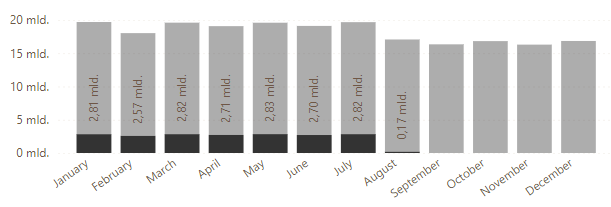 20 mld.
15 mld.
10 mld.
5 mld.
0 mld.
2,81 mld.
2,57 mld.
2,82 mld.
2,71 mld.
2,83 mld.
2,70 mld.
2,82 mld.
0,17 mld.
January
February
March
April
May
June
July
August
September
October
November
December